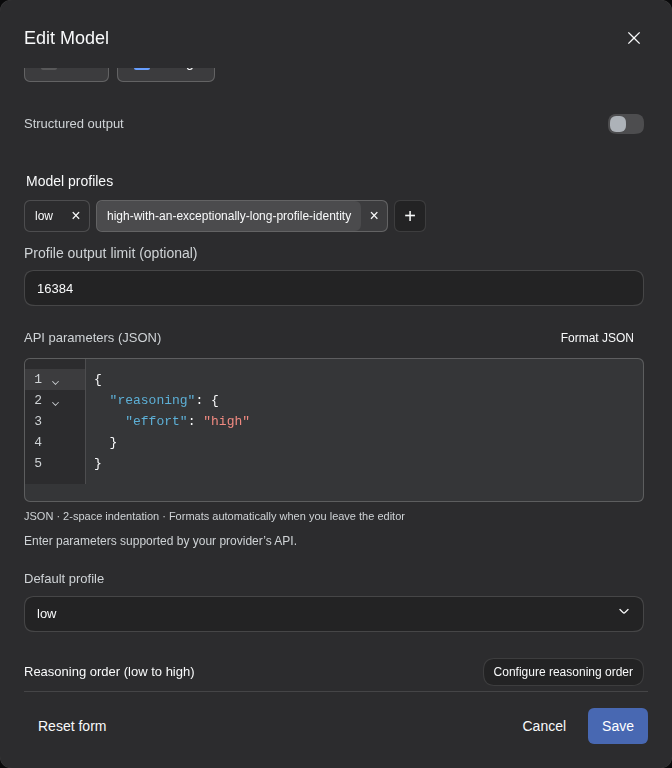 Edit Model
Structured output
Model profiles
low × high-with-an-exceptionally-long-profile-identity × +
Profile output limit (optional)
16384
API parameters (JSON)
Format JSON
1 {
2 "reasoning": {
3 "effort": "high"
4 }
5 }
JSON · 2-space indentation · Formats automatically when you leave the editor
Enter parameters supported by your provider’s API.
Default profile
low
Reasoning order (low to high)
Configure reasoning order
Reset form
Cancel
Save